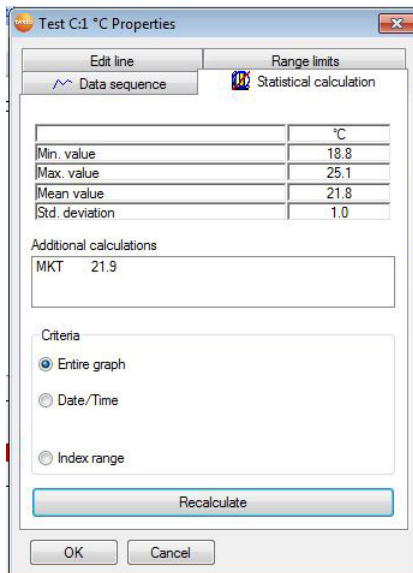 testo Test C:1 °C Properties
Edit line Range limits
Data sequence Statistical calculation
°C
Min. value 18.8
Max. value 25.1
Mean value 21.8
Std. deviation 1.0
Additional calculations
MKT 21.9
Criteria
Entire graph
Date/Time
Index range
Recalculate
OK Cancel